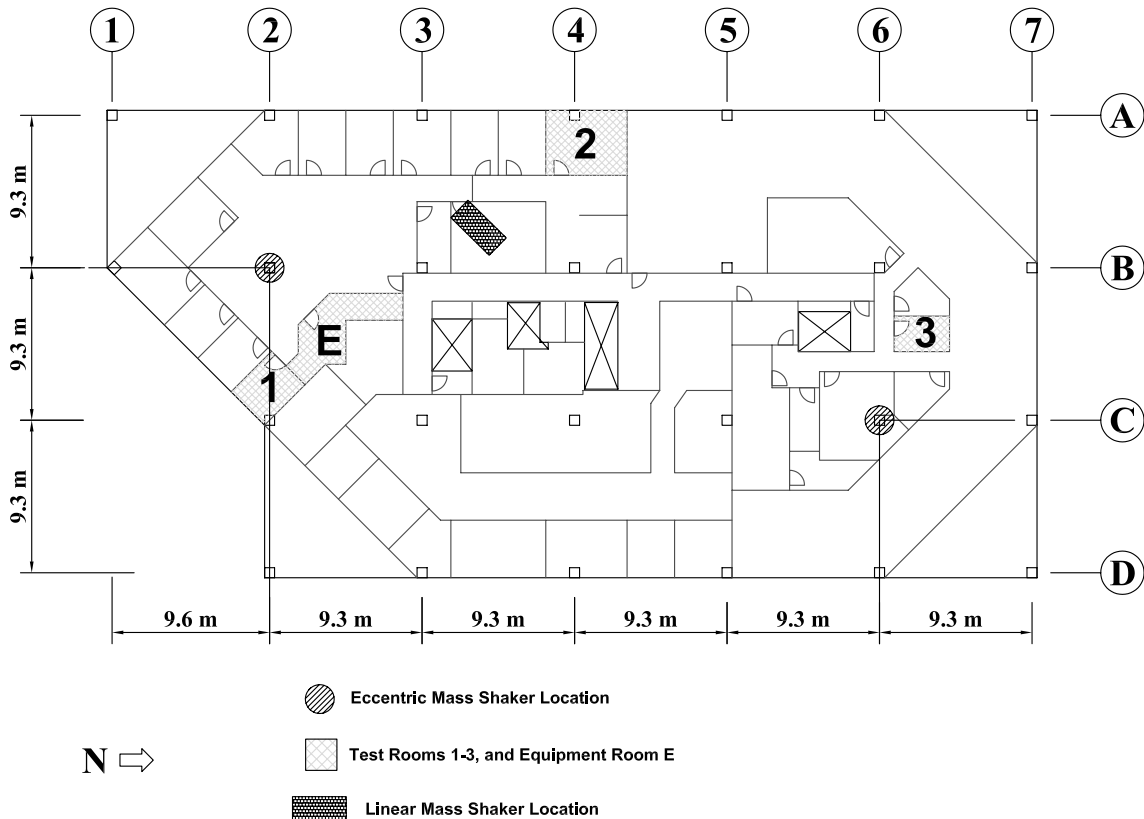 1 2 3 4 5 6 7
A
2
9.3 m
B
E
3
9.3 m
1
C
9.3 m
D
9.6 m 9.3 m 9.3 m 9.3 m 9.3 m 9.3 m
Eccentric Mass Shaker Location
N
Test Rooms 1-3, and Equipment Room E
Linear Mass Shaker Location